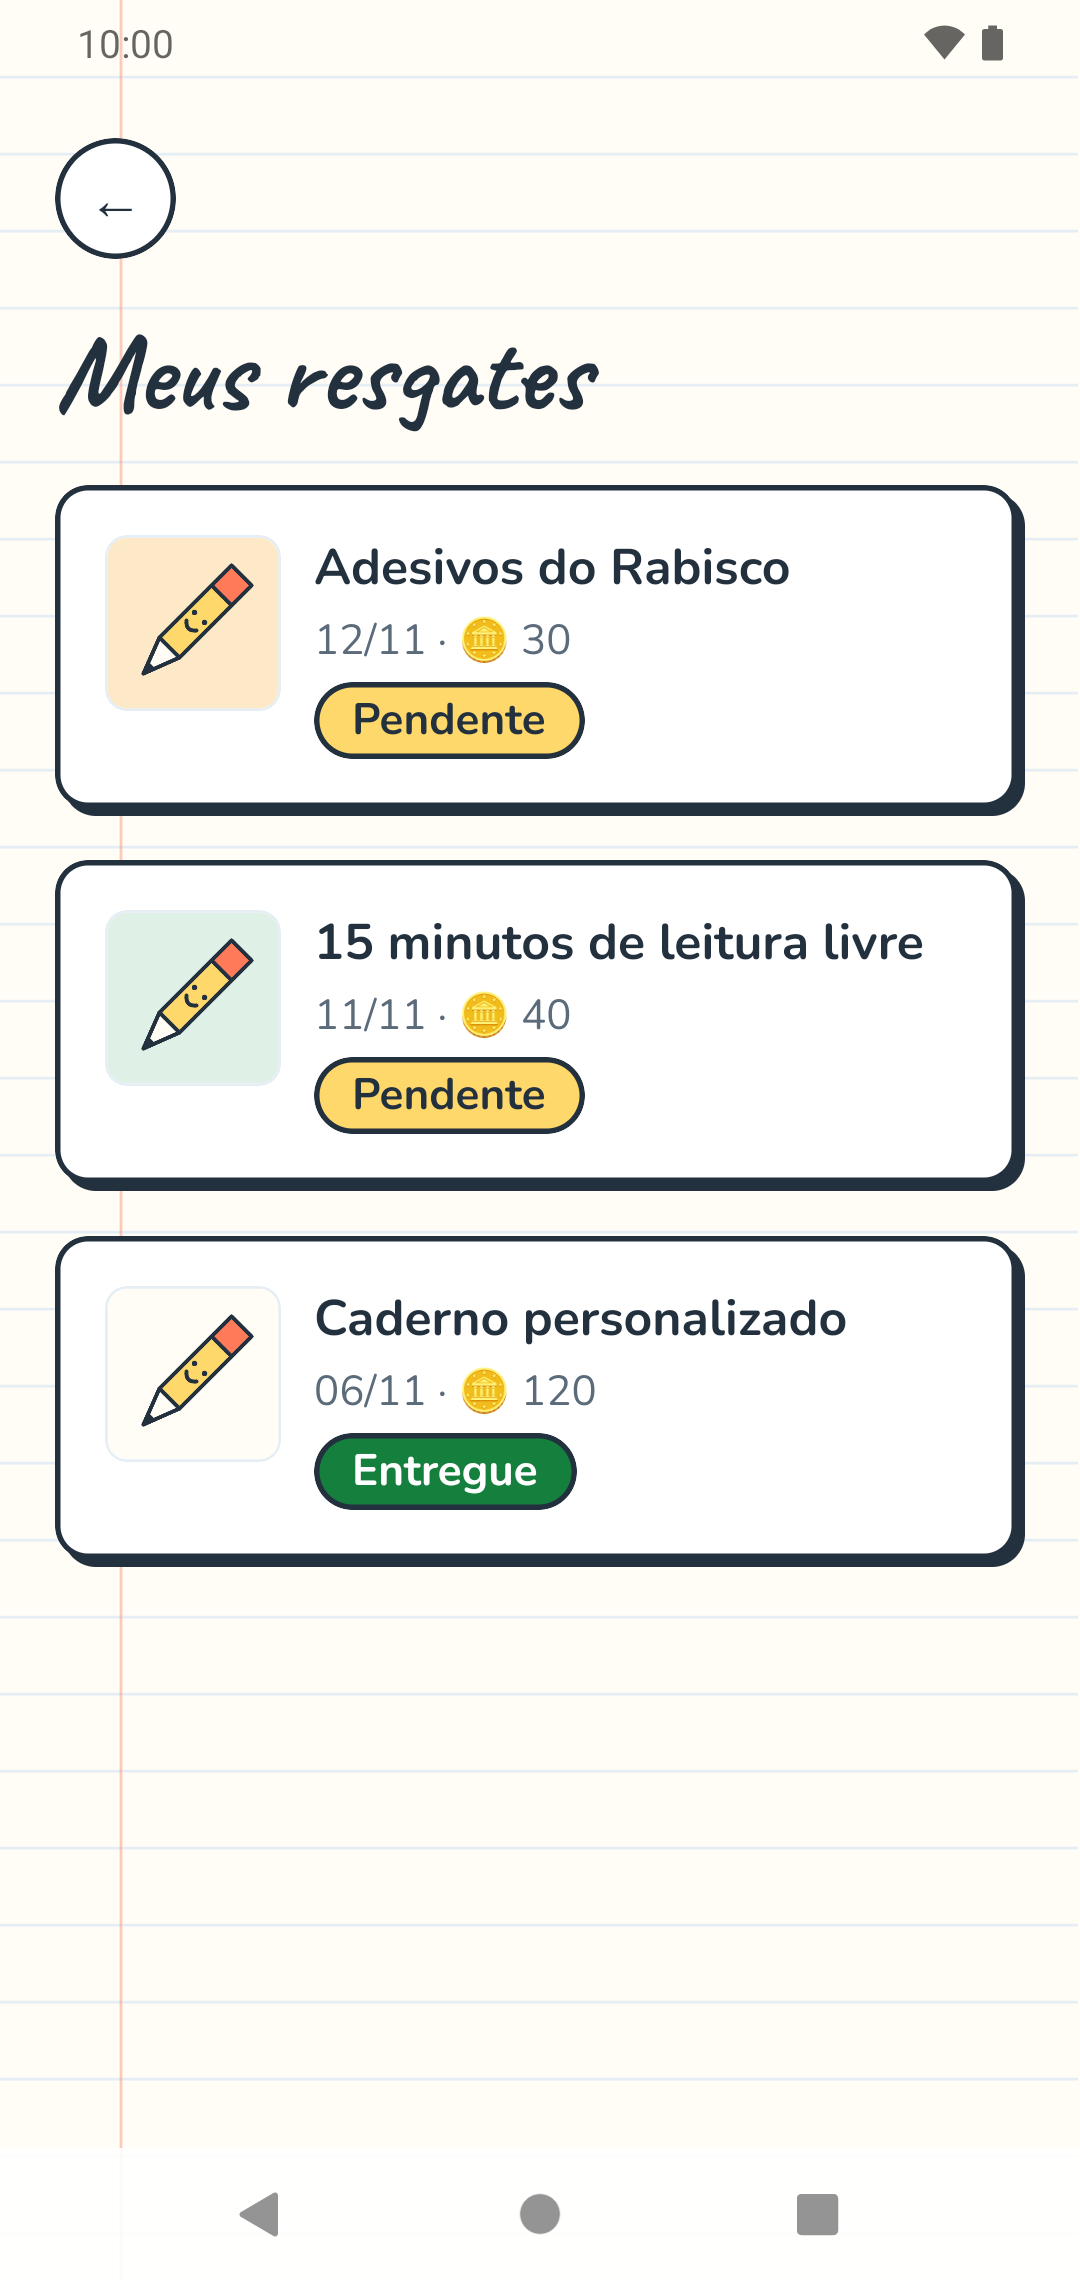 10:00
←
Meus resgates
Adesivos do Rabisco
12/11 · 🪙 30
Pendente
15 minutos de leitura livre
11/11 · 🪙 40
Pendente
Caderno personalizado
06/11 · 🪙 120
Entregue